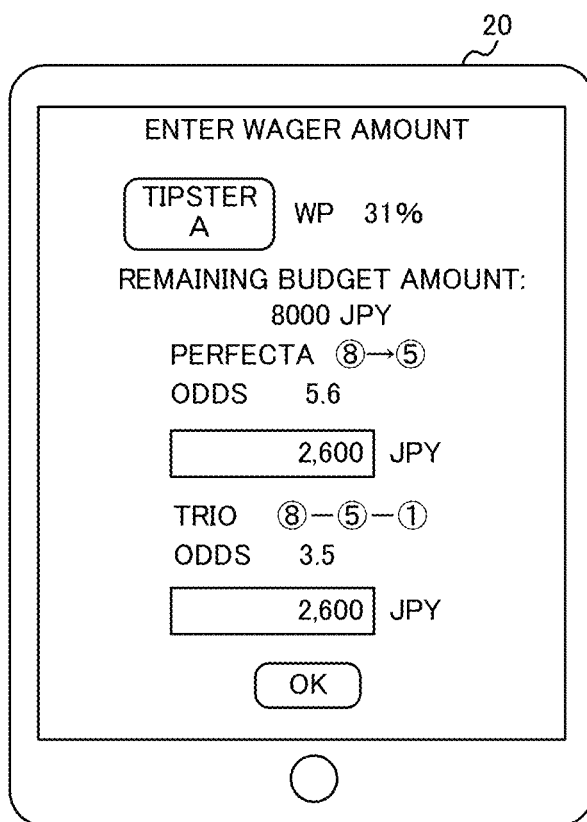 20
ENTER WAGER AMOUNT
TIPSTER
A
WP 31%
REMAINING BUDGET AMOUNT:
8000 JPY
PERFECTA ⑧→⑤
ODDS 5.6
2,600 JPY
TRIO ⑧-⑤-①
ODDS 3.5
2,600 JPY
OK